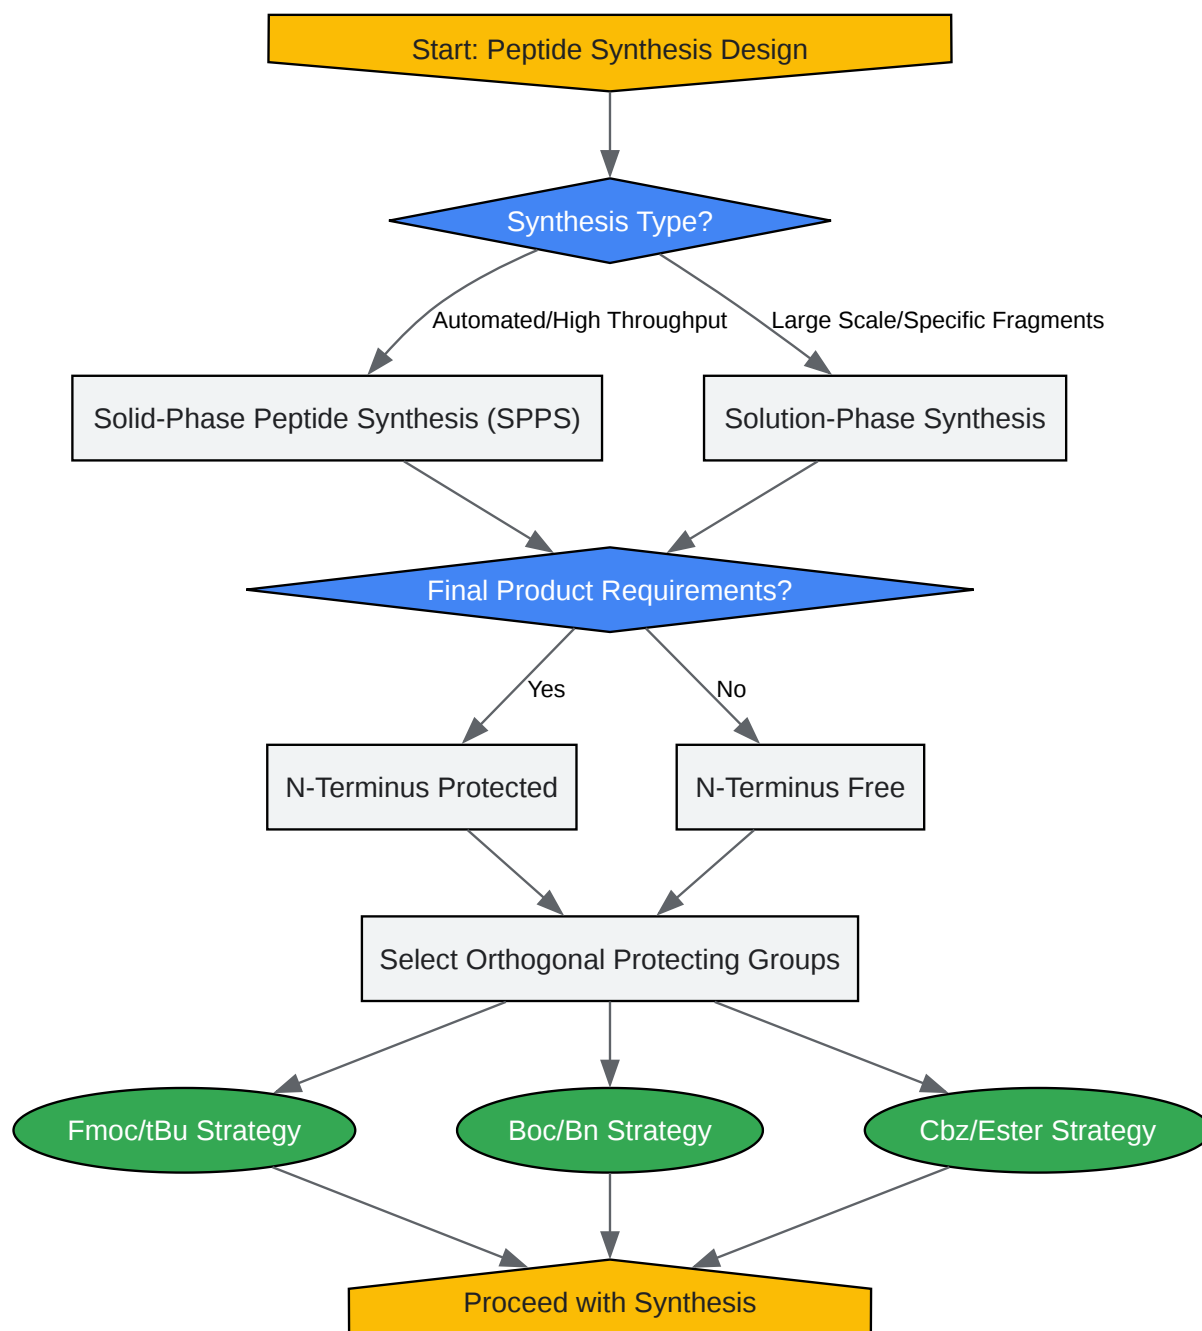 Start: Peptide Synthesis Design
Synthesis Type?
Automated/High Throughput
Large Scale/Specific Fragments
Solid-Phase Peptide Synthesis (SPPS)
Solution-Phase Synthesis
Final Product Requirements?
Yes
No
N-Terminus Protected
N-Terminus Free
Select Orthogonal Protecting Groups
Fmoc/tBu Strategy
Boc/Bn Strategy
Cbz/Ester Strategy
Proceed with Synthesis